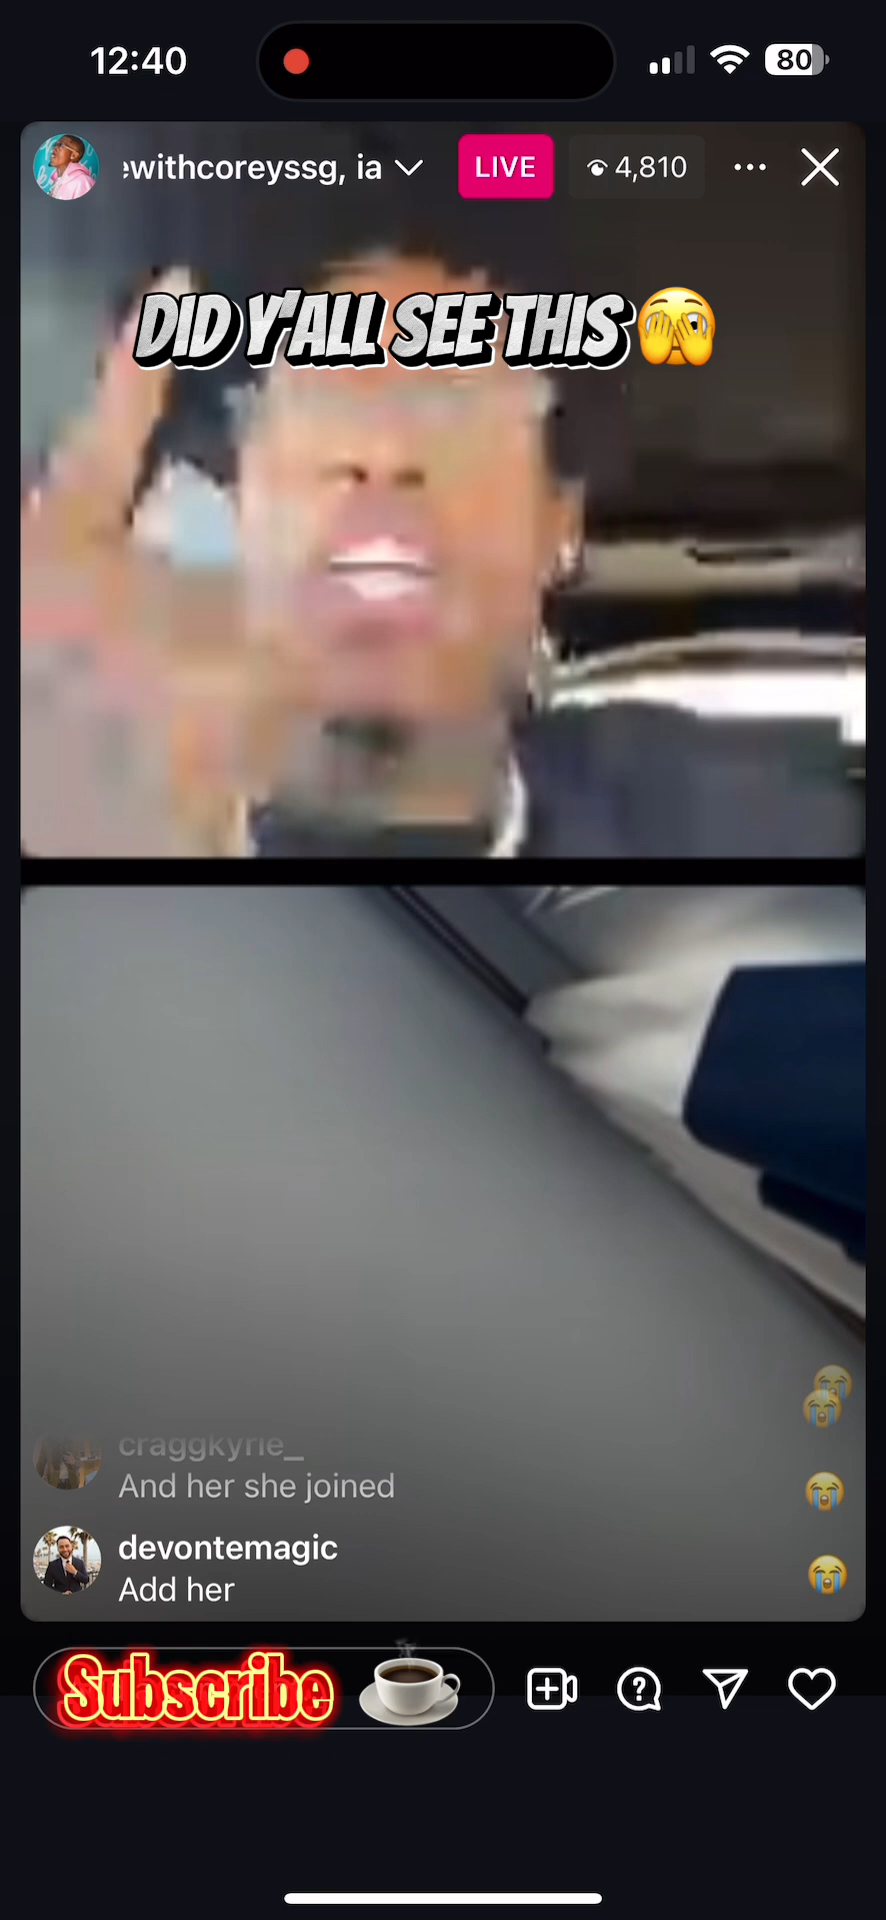 12:40
80
ewithcoreyssg, ia
LIVE
4,810
DID Y'ALL SEE THIS
craggkyrie_
And her she joined
devontemagic
Add her
Subscribe